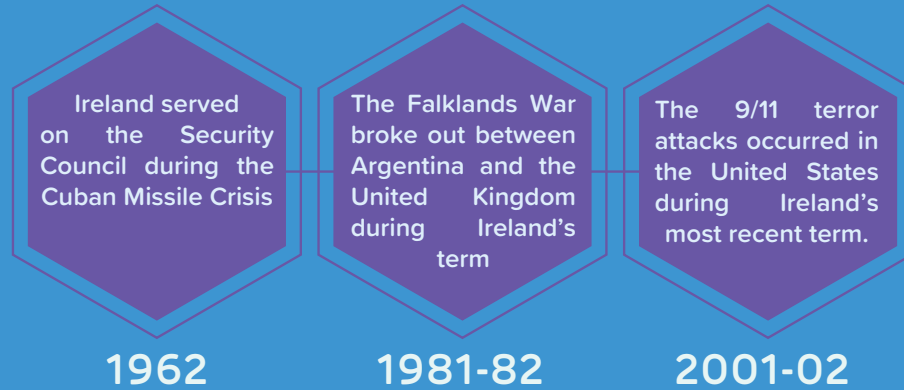 Ireland served
on the Security
Council during the
Cuban Missile Crisis
1962
The Falklands War
broke out between
Argentina and the
United Kingdom
during Ireland's
term
1981-82
The 9/11 terror
attacks occurred in
the United States
during Ireland's
most recent term.
2001-02